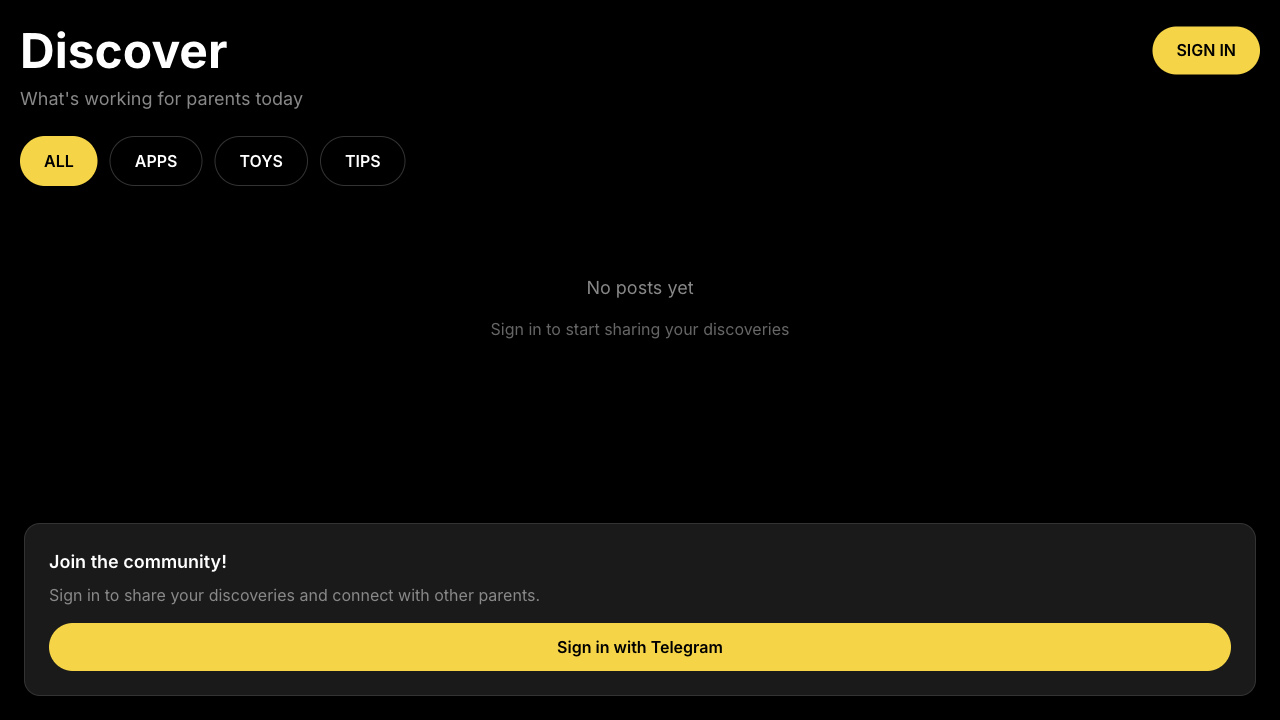 Discover
SIGN IN
What's working for parents today
ALL
APPS
TOYS
TIPS
No posts yet
Sign in to start sharing your discoveries
Join the community!
Sign in to share your discoveries and connect with other parents.
Sign in with Telegram